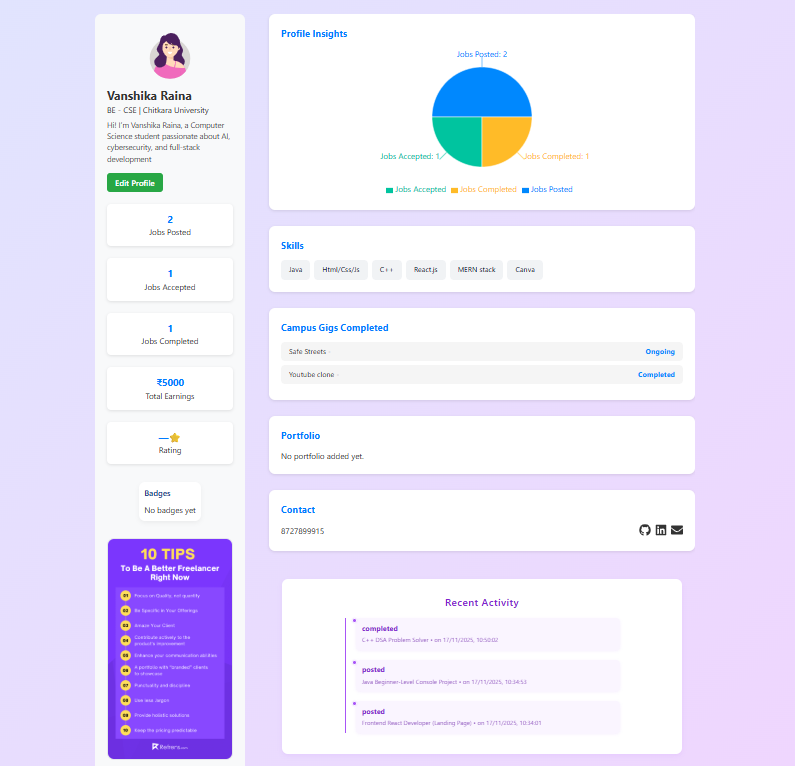 Vanshika Raina
BE - CSE | Chitkara University
Hi! I'm Vanshika Raina, a Computer
Science student passionate about AI,
cybersecurity, and full-stack
development
Edit Profile
2
Jobs Posted
1
Jobs Accepted
1
Jobs Completed
₹5000
Total Earnings
—⭐
Rating
Badges
No badges yet
10 TIPS
To Be A Better Freelancer
Right Now
01 Focus on Quality, not quantity
02 Be Specific in Your Offerings
03 Amaze Your Client
04 Contribute actively to the
product's improvement
05 Enhance your communication abilities
06 A portfolio with "branded" clients
to showcase
07 Punctuality and discipline
08 Use less jargon
09 Provide holistic solutions
10 Keep the pricing predictable
Refrens.com
Profile Insights
Jobs Posted: 2
Jobs Accepted: 1
Jobs Completed: 1
Jobs Accepted Jobs Completed Jobs Posted
Skills
Java Html/Css/Js C++ React.js MERN stack Canva
Campus Gigs Completed
Safe Streets - Ongoing
Youtube clone - Completed
Portfolio
No portfolio added yet.
Contact
8727899915
Recent Activity
completed
C++ DSA Problem Solver • on 17/11/2025, 10:50:02
posted
Java Beginner-Level Console Project • on 17/11/2025, 10:34:53
posted
Frontend React Developer (Landing Page) • on 17/11/2025, 10:34:01